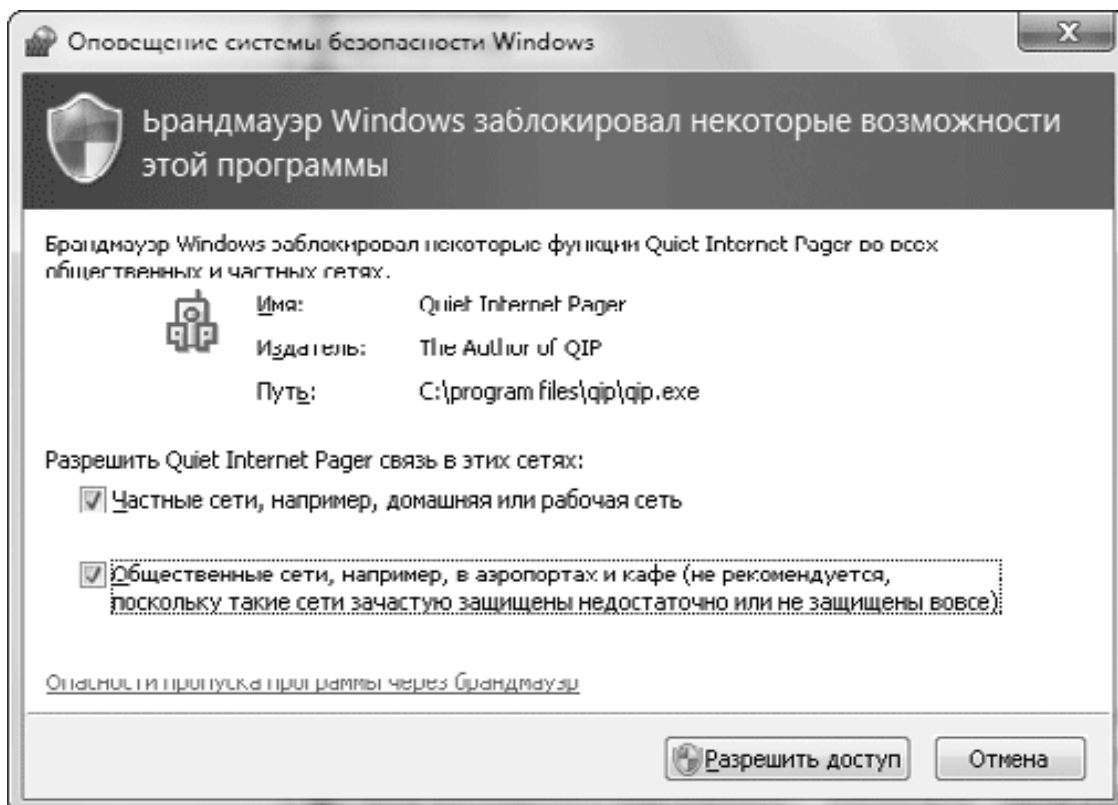 Оповещение системы безопасности Windows
Брандмауэр Windows заблокировал некоторые возможности
этой программы
Брандмауэр Windows заблокировал некоторые функции Quiet Internet Pager во всех
общественных и частных сетях.
Имя: Quiet Internet Pager
Издатель: The Author of QIP
Путь: C:\program files\qip\qip.exe
Разрешить Quiet Internet Pager связь в этих сетях:
Частные сети, например, домашняя или рабочая сеть
Общественные сети, например, в аэропортах и кафе (не рекомендуется,
поскольку такие сети зачастую защищены недостаточно или не защищены вовсе)
Опасности пропуска программы через брандмауэр
Разрешить доступ Отмена